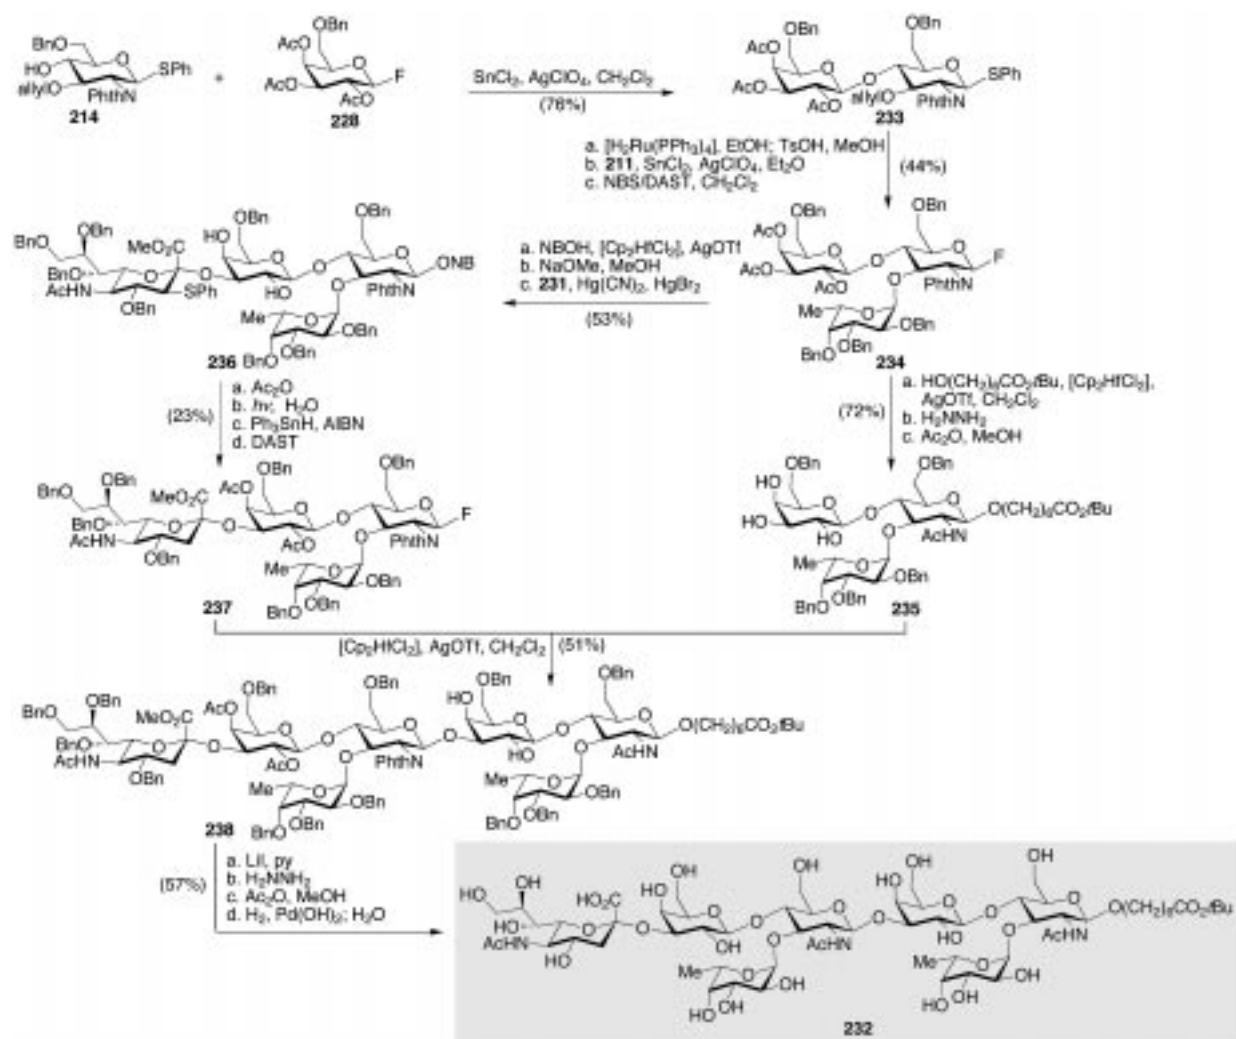 BnO
HO
allylO
O
SPh
PhthN
214
+
OBn
AcO
AcO
O
F
OAc
228
SnCl₂, AgClO₄, CH₂Cl₂
(76%)
OBn
AcO
AcO
OAc
O
O
OBn
O
allylO
PhthN
SPh
233
a. [H₂Ru(PPh₃)₄], EtOH; TsOH, MeOH
b. 211, SnCl₂, AgClO₄, Et₂O
c. NBS/DAST, CH₂Cl₂
(44%)
OBn
BnO
OBn
MeO₂C
BnO
AcHN
OBn
SPh
O
O
HO
OBn
O
HO
O
OBn
O
ONB
PhthN
O
Me
O
OBn
OBn
BnO
236
a. NBOH, [Cp₂HfCl₂], AgOTf
b. NaOMe, MeOH
c. 231, Hg(CN)₂, HgBr₂
(53%)
OBn
AcO
AcO
AcO
O
O
OBn
O
F
PhthN
O
Me
O
OBn
OBn
BnO
234
a. Ac₂O
b. hν, H₂O
c. Ph₃SnH, AIBN
d. DAST
(23%)
a. HO(CH₂)₈CO₂tBu, [Cp₂HfCl₂],
AgOTf, CH₂Cl₂
b. H₂NNH₂
c. Ac₂O, MeOH
(72%)
BnO
OBn
MeO₂C
BnO
AcHN
OBn
O
O
AcO
OBn
O
AcO
O
OBn
O
F
PhthN
O
Me
O
OBn
OBn
BnO
237
OBn
HO
HO
HO
O
O
OBn
O
O(CH₂)₈CO₂tBu
AcHN
O
Me
O
OBn
OBn
BnO
235
[Cp₂HfCl₂], AgOTf, CH₂Cl₂
(51%)
BnO
OBn
MeO₂C
BnO
AcHN
OBn
O
O
AcO
OBn
O
AcO
O
OBn
O
PhthN
O
HO
OBn
O
HO
O
OBn
O
O(CH₂)₈CO₂tBu
AcHN
O
Me
O
OBn
OBn
BnO
O
Me
O
OBn
OBn
BnO
238
a. LiI, py
b. H₂NNH₂
c. Ac₂O, MeOH
d. H₂, Pd(OH)₂; H₂O
(57%)
HO
OH
HO₂C
HO
AcHN
HO
O
O
HO
OH
O
OH
O
OH
O
AcHN
O
HO
OH
O
HO
O
OH
O
O(CH₂)₈CO₂tBu
AcHN
O
Me
O
OH
OH
HO
O
Me
O
OH
OH
HO
232